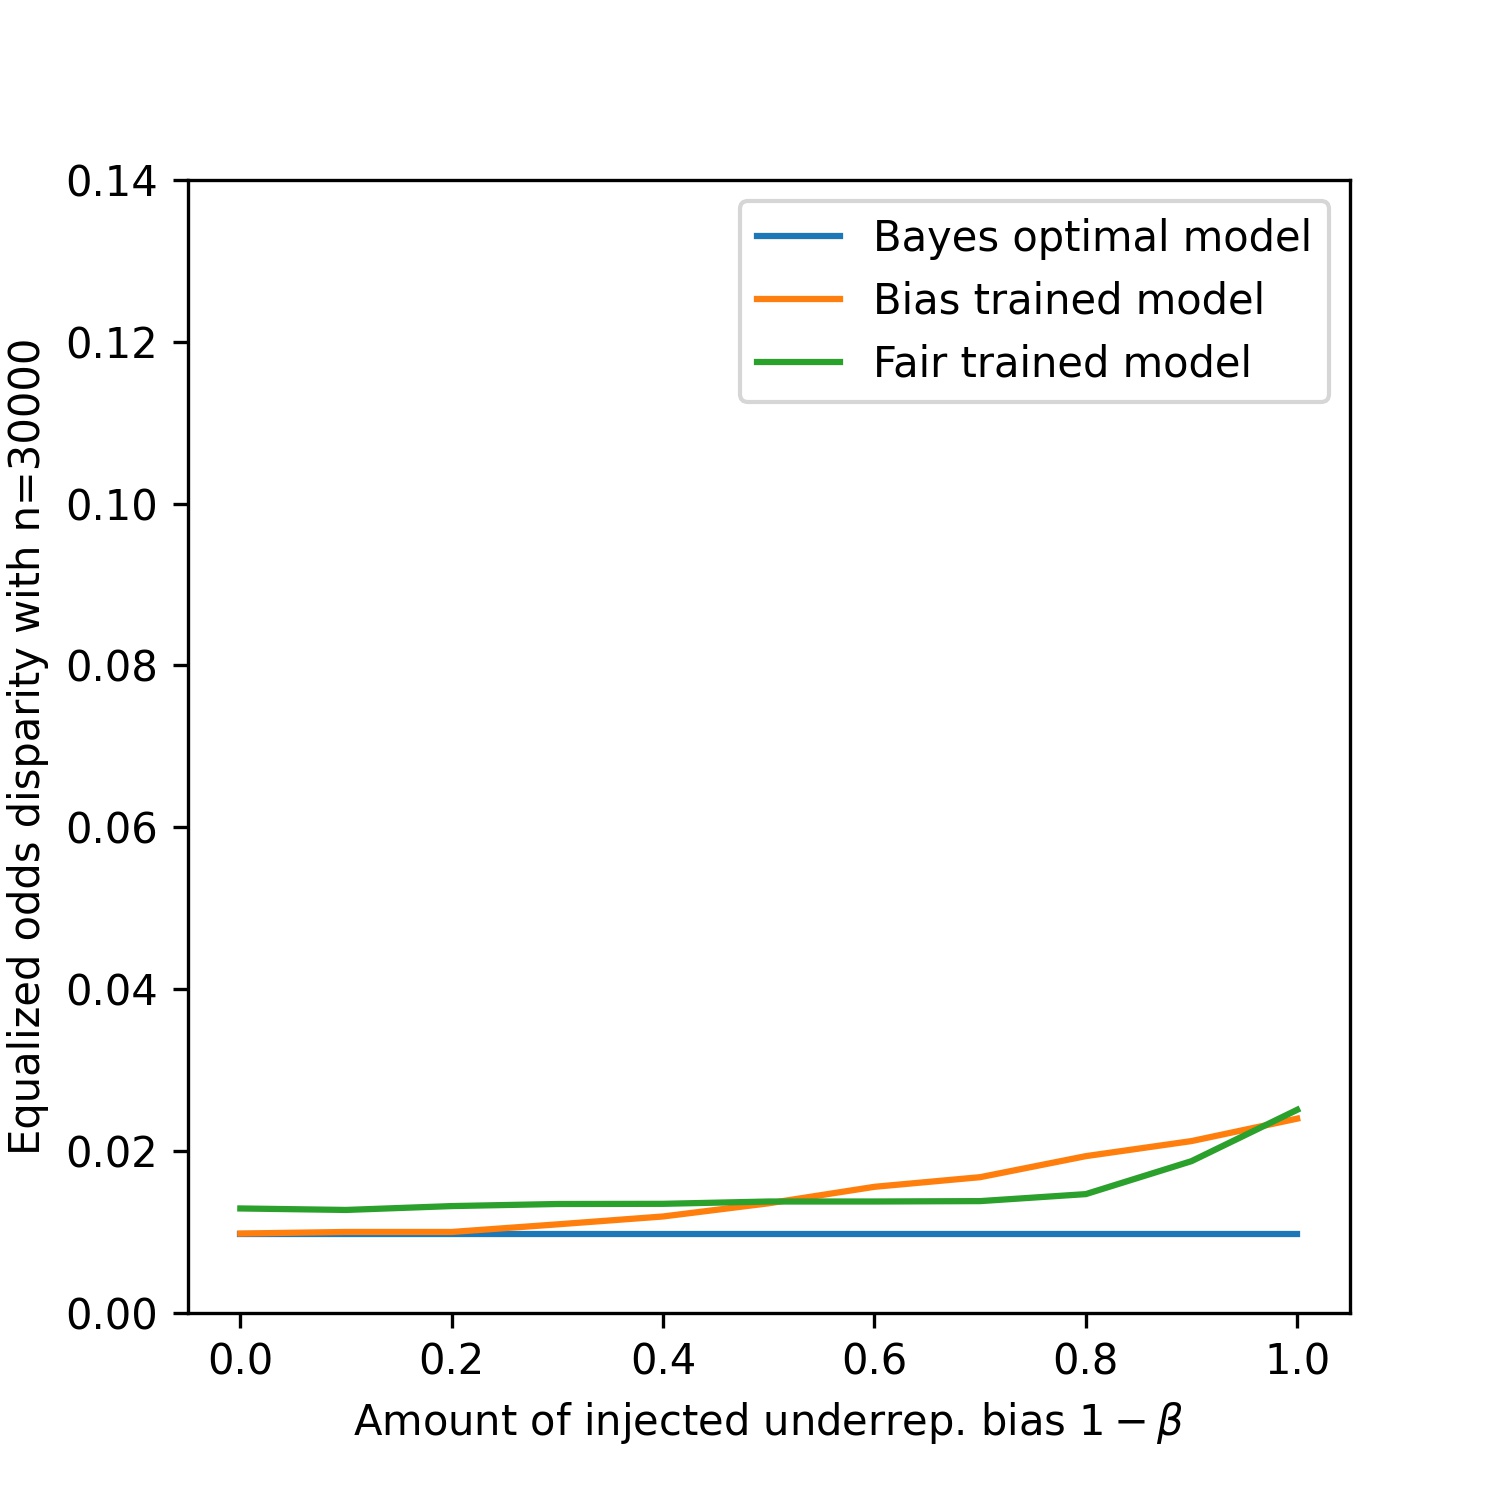 Equalized odds disparity with n=30000
0.14
0.12
0.10
0.08
0.06
0.04
0.02
0.00
Bayes optimal model
Bias trained model
Fair trained model
0.0 0.2 0.4 0.6 0.8 1.0
Amount of injected underrep. bias 1 − β